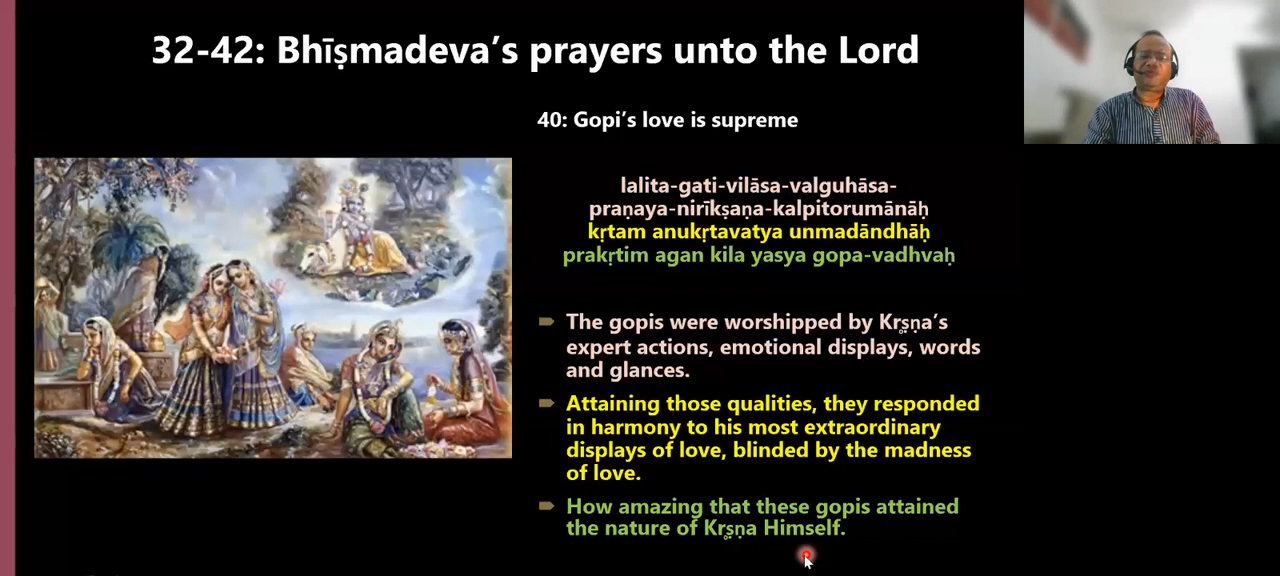 32-42: Bhīṣmadeva’s prayers unto the Lord
40: Gopi’s love is supreme
lalita-gati-vilāsa-valguhāsa-
praṇaya-nirīkṣaṇa-kalpitorumānāḥ
kṛtam anukṛtavatya unmadāndhāḥ
prakṛtim agan kila yasya gopa-vadhvaḥ
The gopis were worshipped by Kṛṣṇa’s
expert actions, emotional displays, words
and glances.
Attaining those qualities, they responded
in harmony to his most extraordinary
displays of love, blinded by the madness
of love.
How amazing that these gopis attained
the nature of Kṛṣṇa Himself.